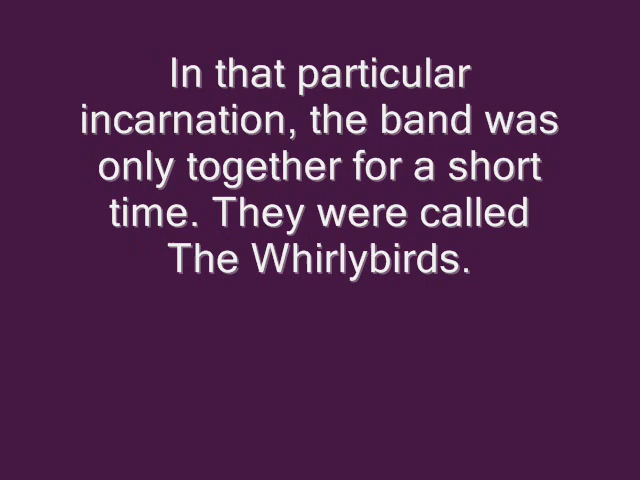 In that particular
incarnation, the band was
only together for a short
time. They were called
The Whirlybirds.